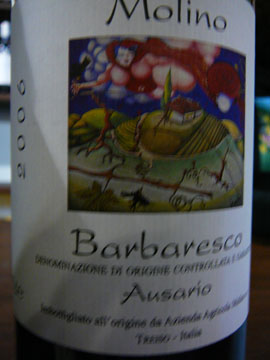 Molino
2006
Barbaresco
DENOMINAZIONE DI ORIGINE CONTROLLATA E
Ausario
Imbottigliato all'origine da Azienda Agricola
Treiso - Italia